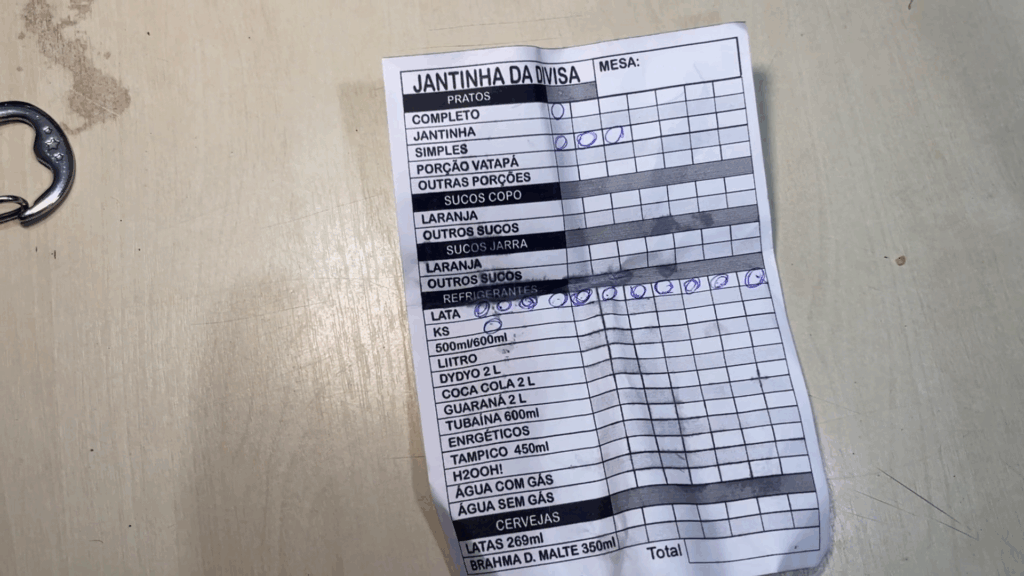 JANTINHA DA DIVISA
MESA:
PRATOS
COMPLETO
JANTINHA
SIMPLES
PORÇÃO VATAPÁ
OUTRAS PORÇÕES
SUCOS COPO
LARANJA
OUTROS SUCOS
SUCOS JARRA
LARANJA
OUTROS SUCOS
REFRIGERANTES
LATA
KS
500ml/600ml
LIITRO
DYDYO 2 L
COCA COLA 2 L
GUARANÁ 2 L
TUBAÍNA 600ml
ENRGÉTICOS
TAMPICO 450ml
H2OOH!
ÁGUA COM GÁS
ÁGUA SEM GÁS
CERVEJAS
LATAS 269ml
BRAHMA D. MALTE 350ml
Total